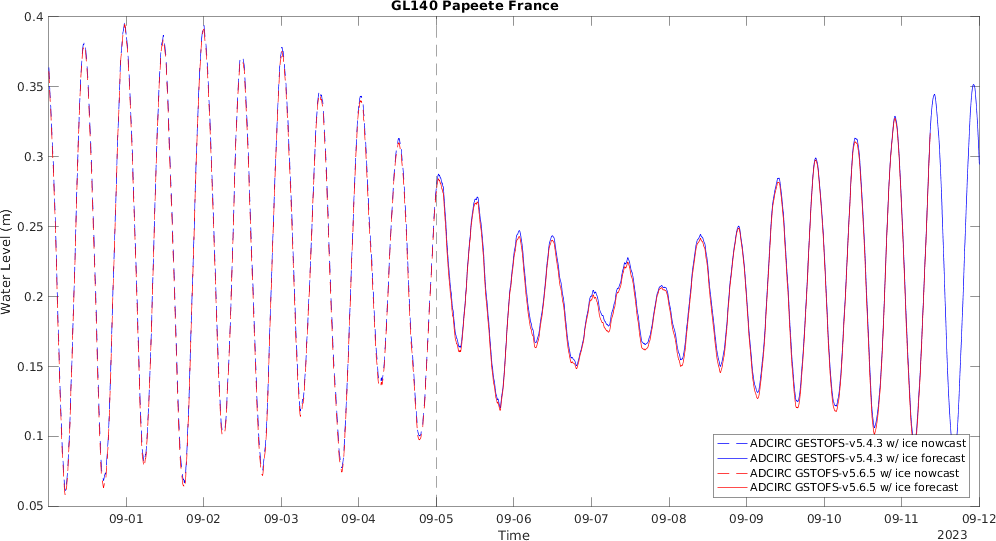 GL140 Papeete France
0.4
0.35
0.3
0.25
0.2
0.15
0.1
0.05
Water Level (m)
ADCIRC GESTOFS-v5.4.3 w/ ice nowcast
ADCIRC GESTOFS-v5.4.3 w/ ice forecast
ADCIRC GSTOFS-v5.6.5 w/ ice nowcast
ADCIRC GSTOFS-v5.6.5 w/ ice forecast
09-01 09-02 09-03 09-04 09-05 09-06 09-07 09-08 09-09 09-10 09-11 09-12
Time
2023